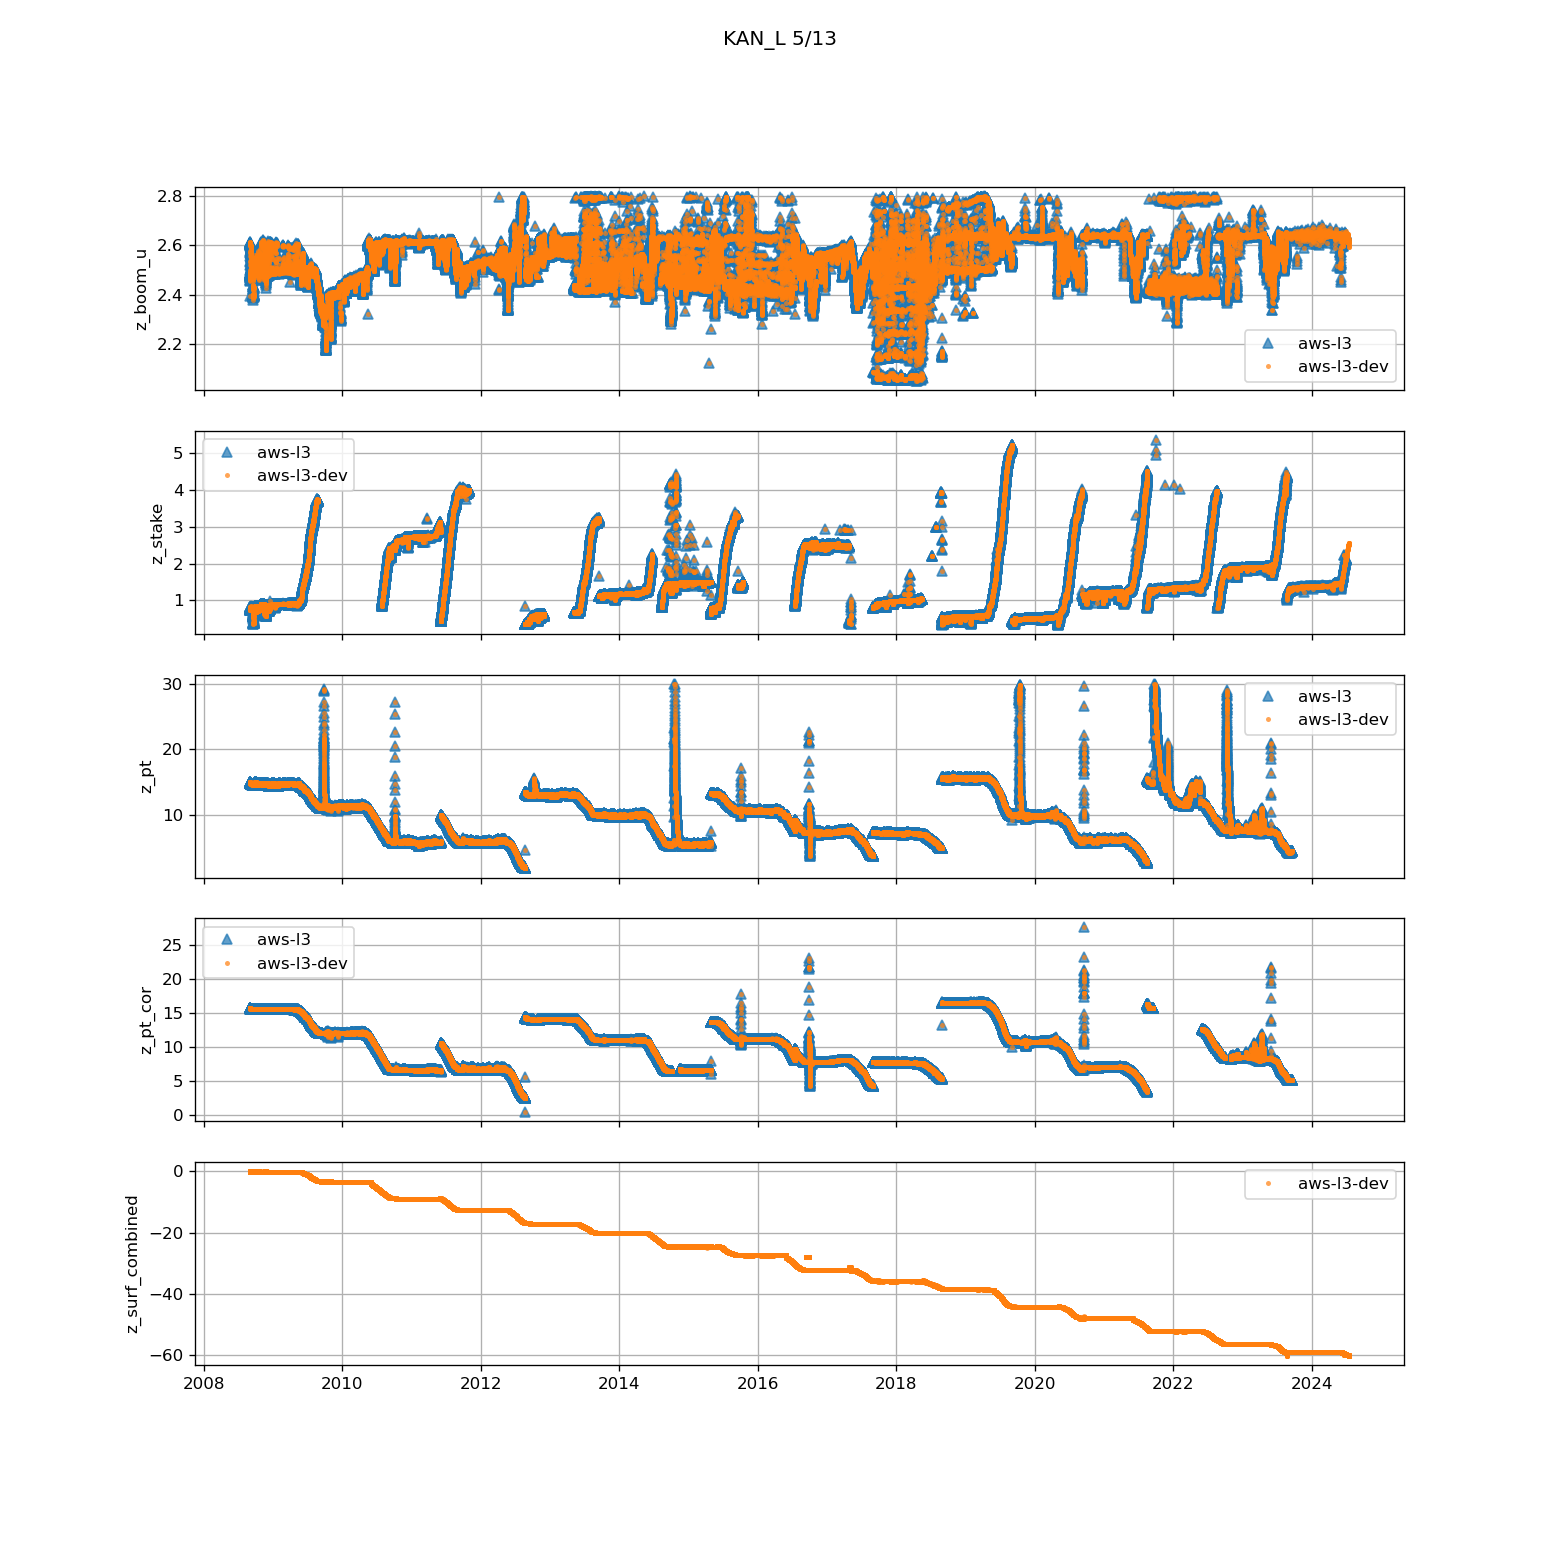 KAN_L 5/13
2.8
2.6
2.4
2.2
z_boom_u
aws-l3
aws-l3-dev
5
4
3
2
1
z_stake
aws-l3
aws-l3-dev
30
20
10
z_pt
aws-l3
aws-l3-dev
25
20
15
10
5
0
z_pt_cor
aws-l3
aws-l3-dev
0
−20
−40
−60
z_surf_combined
aws-l3-dev
2008 2010 2012 2014 2016 2018 2020 2022 2024